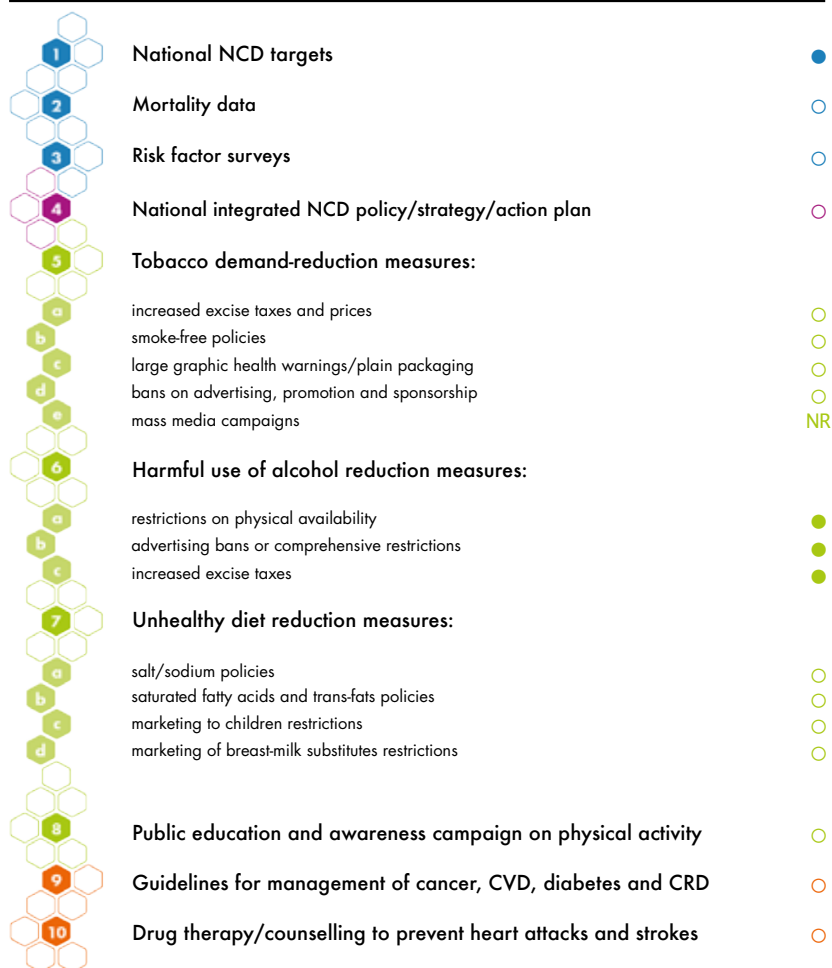 1 National NCD targets ●
2 Mortality data ○
3 Risk factor surveys ○
4 National integrated NCD policy/strategy/action plan ○
5 Tobacco demand-reduction measures:
a increased excise taxes and prices ○
b smoke-free policies ○
c large graphic health warnings/plain packaging ○
d bans on advertising, promotion and sponsorship ○
e mass media campaigns NR
6 Harmful use of alcohol reduction measures:
a restrictions on physical availability ●
b advertising bans or comprehensive restrictions ●
c increased excise taxes ●
7 Unhealthy diet reduction measures:
a salt/sodium policies ○
b saturated fatty acids and trans-fats policies ○
c marketing to children restrictions ○
d marketing of breast-milk substitutes restrictions ○
8 Public education and awareness campaign on physical activity ○
9 Guidelines for management of cancer, CVD, diabetes and CRD ○
10 Drug therapy/counselling to prevent heart attacks and strokes ○